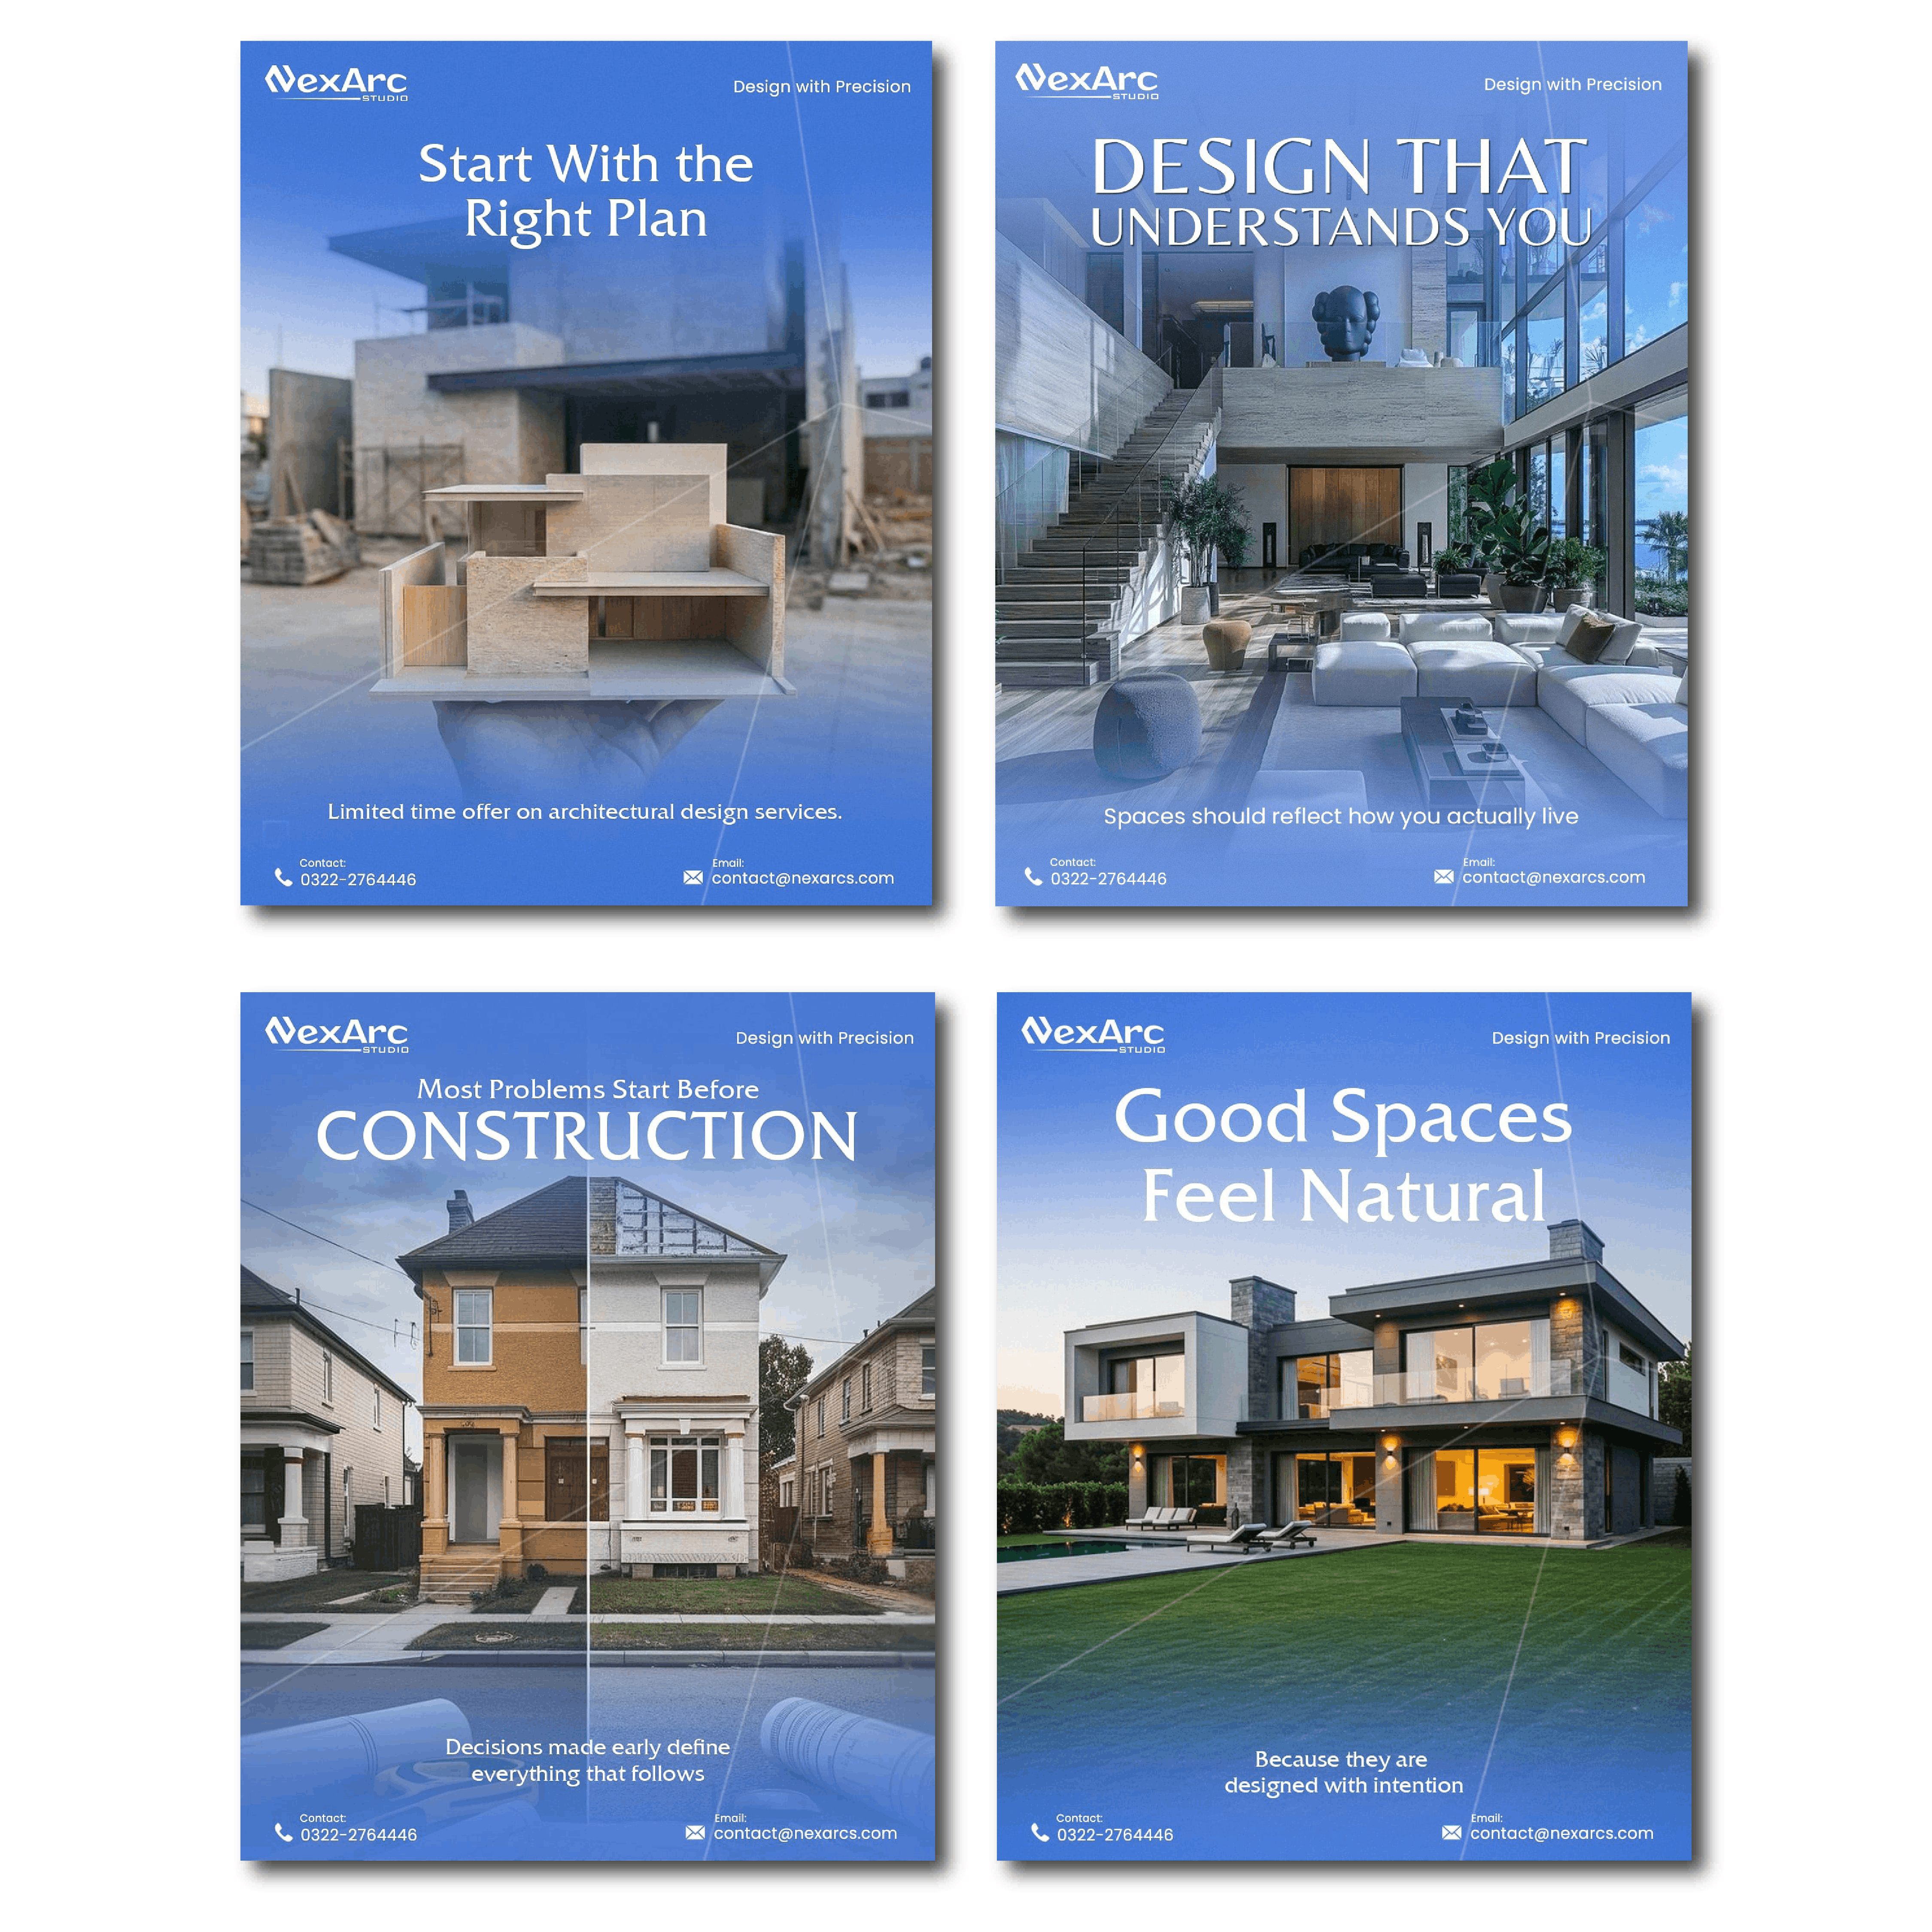 NexArc
STUDIO
Design with Precision
Start With the
Right Plan
Limited time offer on architectural design services.
Contact:
0322-2764446
Email:
contact@nexarcs.com
NexArc
STUDIO
Design with Precision
DESIGN THAT
UNDERSTANDS YOU
Spaces should reflect how you actually live
Contact:
0322-2764446
Email:
contact@nexarcs.com
NexArc
STUDIO
Design with Precision
Most Problems Start Before
CONSTRUCTION
Decisions made early define
everything that follows
Contact:
0322-2764446
Email:
contact@nexarcs.com
NexArc
STUDIO
Design with Precision
Good Spaces
Feel Natural
Because they are
designed with intention
Contact:
0322-2764446
Email:
contact@nexarcs.com